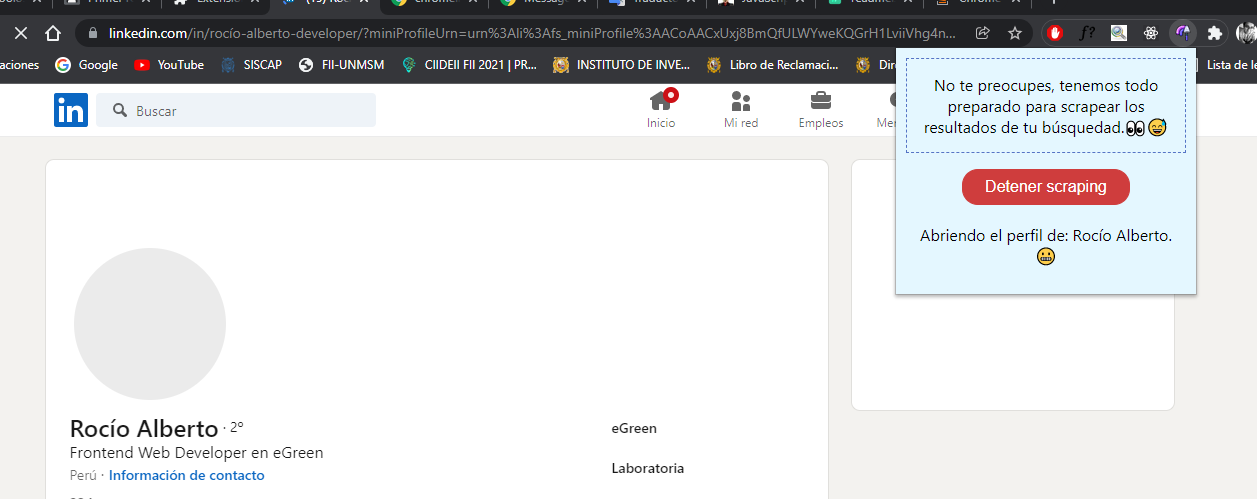 linkedin.com/in/rocío-alberto-developer/?miniProfileUrn=urn%3Ali%3Afs_miniProfile%3AACoAACxUxj8BmQfULWYweKQGrH1LviiVhg4n...
aciones Google YouTube SISCAP FII-UNMSM CIIDEII FII 2021 | PR... INSTITUTO DE INVE... Libro de Reclamaci... Dir Lista de le
in Buscar
Inicio Mi red Empleos Men
No te preocupes, tenemos todo
preparado para scrapear los
resultados de tu búsquedad.👀😅
Detener scraping
Abriendo el perfil de: Rocío Alberto.
😬
Rocío Alberto · 2º
Frontend Web Developer en eGreen
Perú · Información de contacto
eGreen
Laboratoria